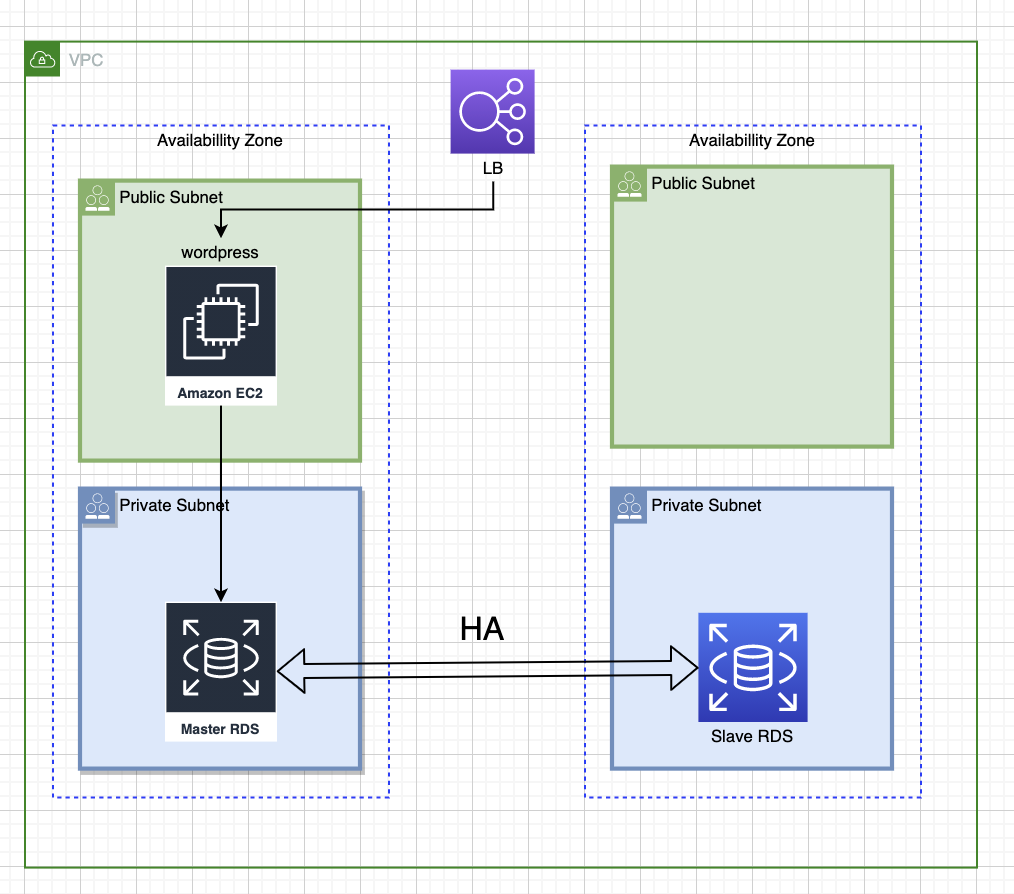 VPC
LB
Availabillity Zone
Public Subnet
wordpress
Amazon EC2
Private Subnet
Master RDS
HA
Availabillity Zone
Public Subnet
Private Subnet
Slave RDS